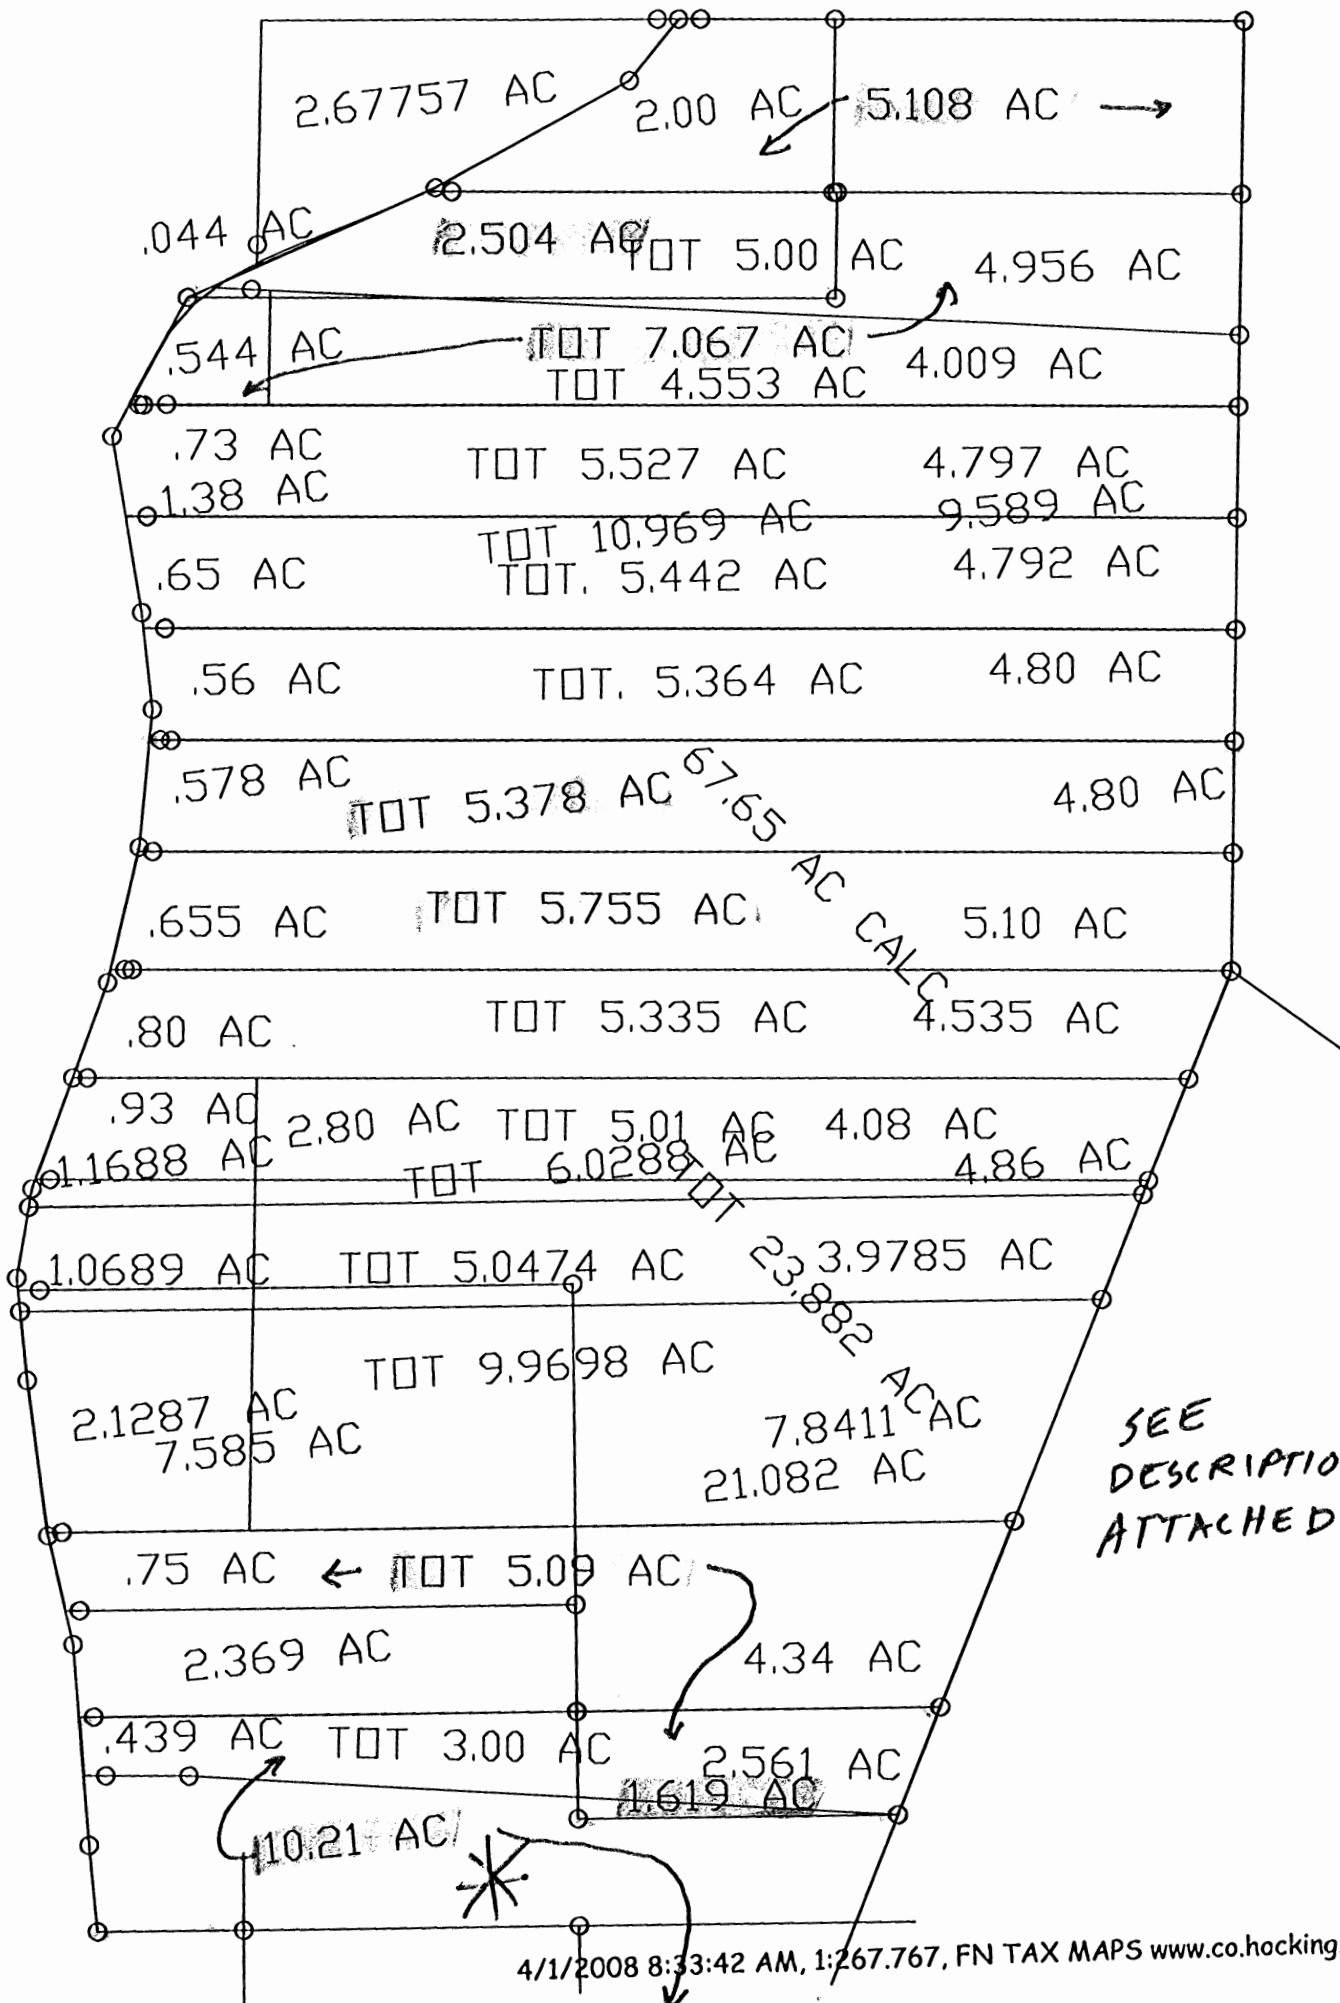 2.67757 AC
2.00 AC
5.108 AC
.044 AC
2.504 AC
TOT 5.00 AC
4.956 AC
.544 AC
TOT 7.067 AC
4.009 AC
TOT 4.553 AC
.73 AC
TOT 5.527 AC
4.797 AC
1.38 AC
TOT 10.969 AC
9.589 AC
.65 AC
TOT. 5.442 AC
4.792 AC
.56 AC
TOT. 5.364 AC
4.80 AC
.578 AC
TOT 5.378 AC
67.65 AC CALC
4.80 AC
.655 AC
TOT 5.755 AC
5.10 AC
.80 AC
TOT 5.335 AC
4.535 AC
.93 AC
2.80 AC
TOT 5.01 AC
4.08 AC
1.1688 AC
TOT 6.0288 AC
4.86 AC
TOT 23.882 AC
1.0689 AC
TOT 5.0474 AC
3.9785 AC
TOT 9.9698 AC
2.1287 AC
7.8411 AC
7.585 AC
21.082 AC
SEE
DESCRIPTIO
ATTACHED
.75 AC
TOT 5.09 AC
2.369 AC
4.34 AC
.439 AC
TOT 3.00 AC
2.561 AC
1.619 AC
10.21 AC
4/1/2008 8:33:42 AM, 1:267.767, FN TAX MAPS www.co.hocking